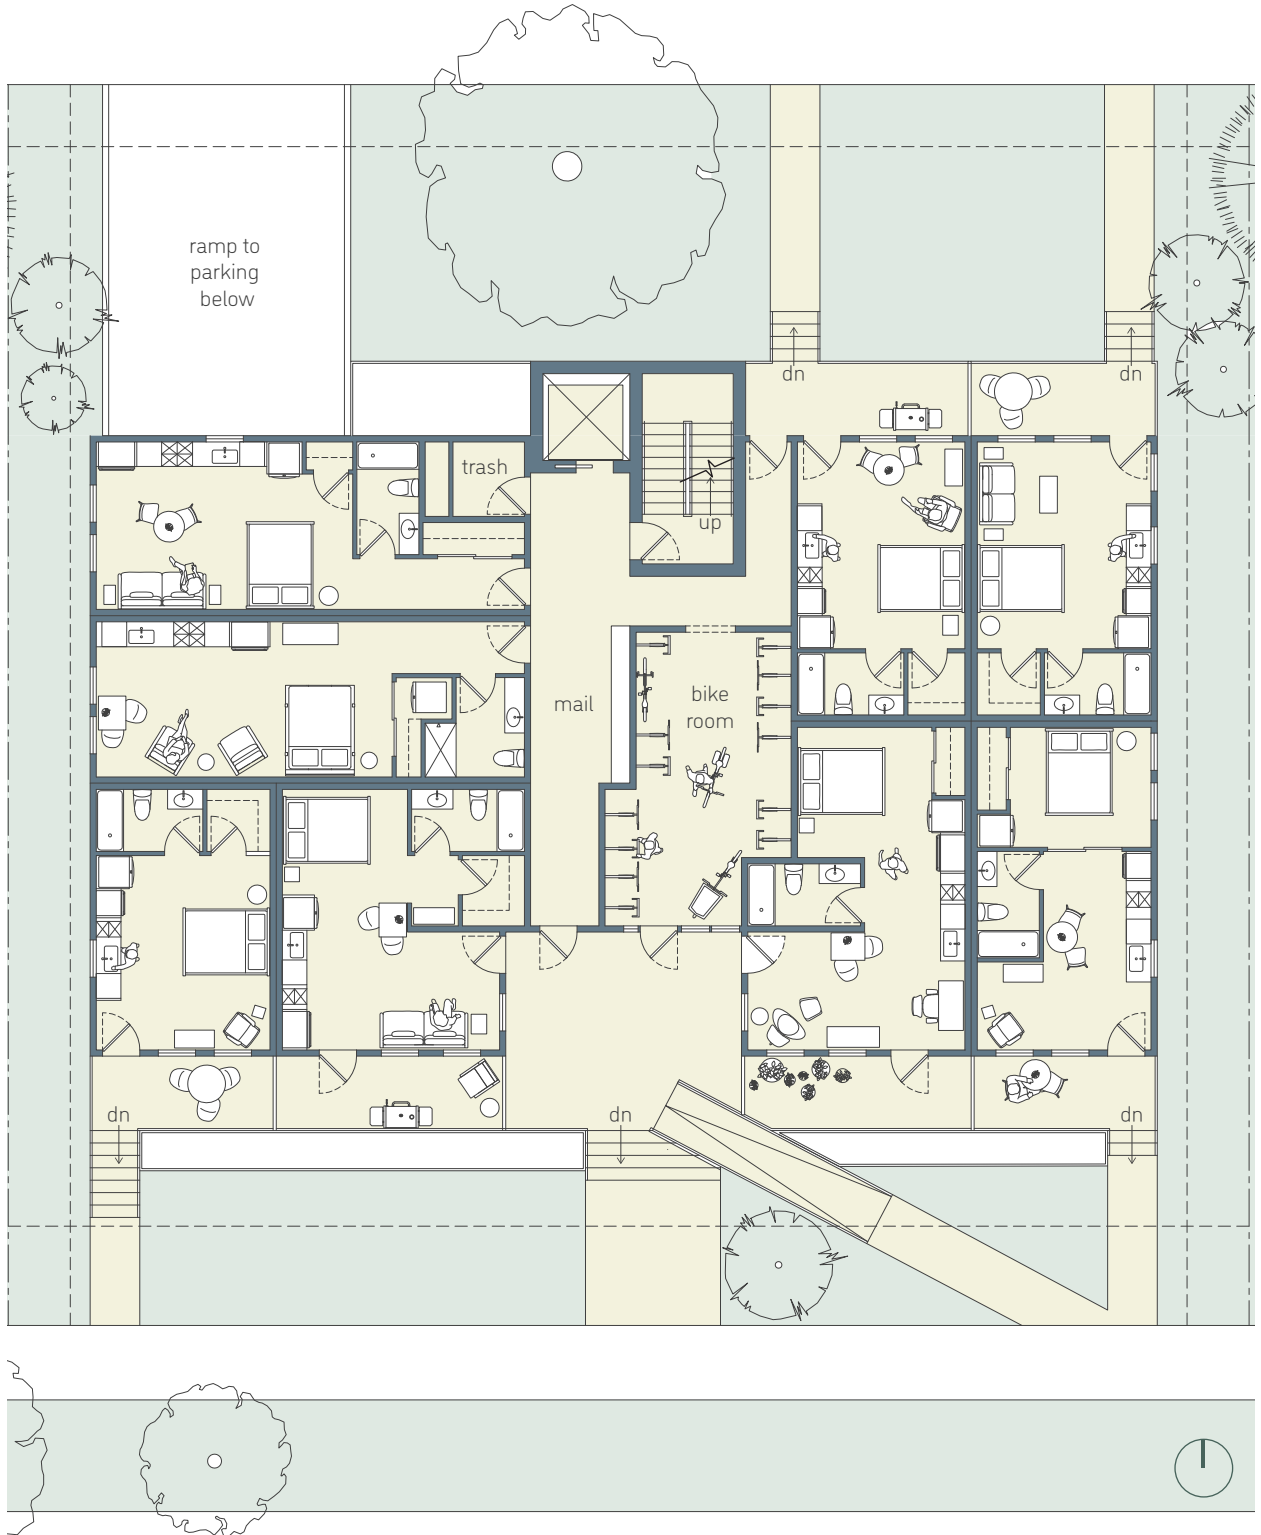 ramp to
parking
below
dn
dn
trash
up
mail
bike
room
dn
dn
dn